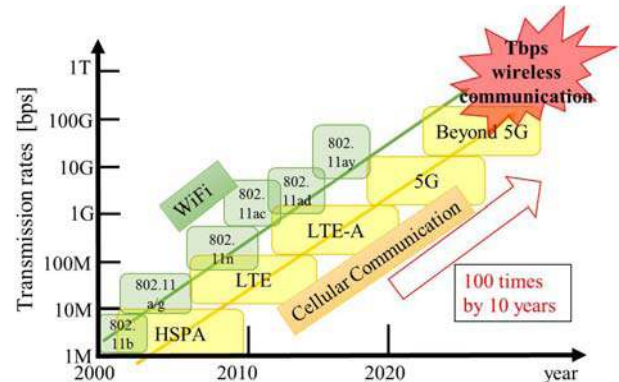 Transmission rates [bps]
1T
100G
10G
1G
100M
10M
1M
2000
2010
2020
year
Tbps
wireless
communication
WiFi
802.
11ay
802.
11ad
802.
11ac
802.
11n
802.11
a/g
802.
11b
Beyond 5G
5G
LTE-A
LTE
HSPA
Cellular Communication
100 times
by 10 years